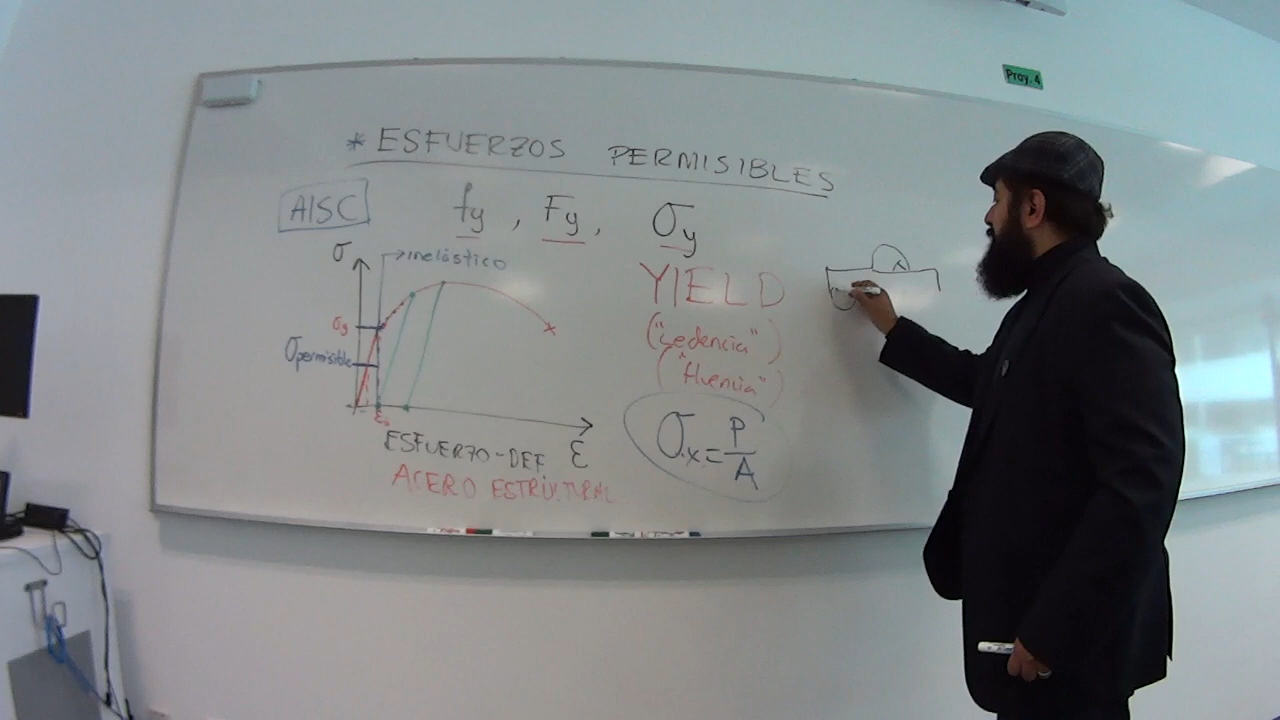 Proy. 4
* ESFUERZOS PERMISIBLES
AISC
fy , Fy, σy
σ
inelástico
YIELD
σy
("cedencia")
σpermisible
("fluencia")
σx = P/A
ESFUERZO-DEF. ε
ACERO ESTRUCTURAL